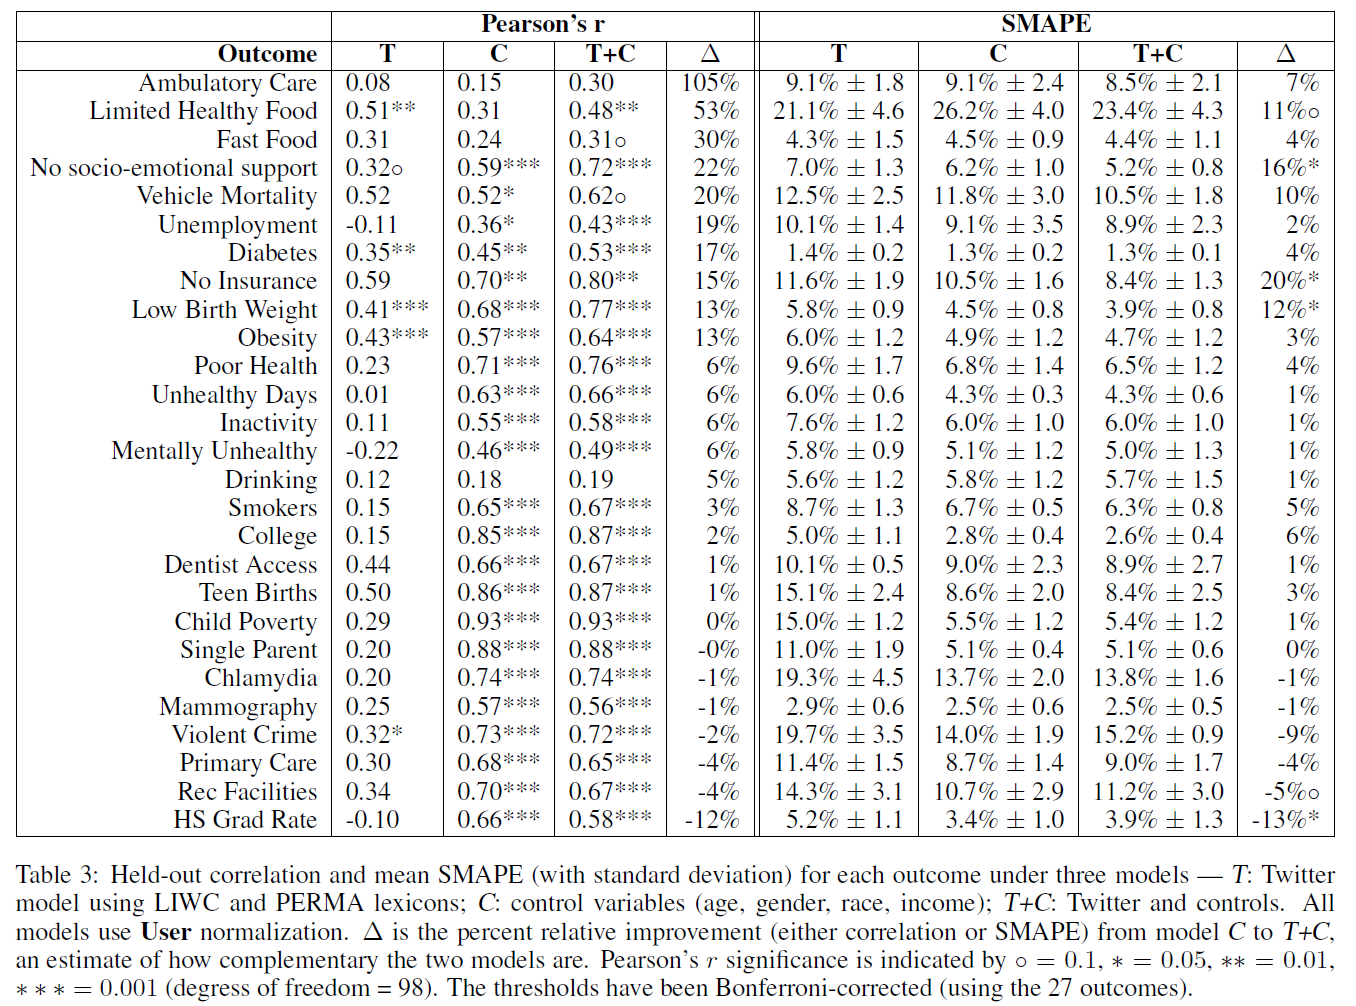 Pearson's r SMAPE
Outcome T C T+C Δ T C T+C Δ
Ambulatory Care 0.08 0.15 0.30 105% 9.1% ± 1.8 9.1% ± 2.4 8.5% ± 2.1 7%
Limited Healthy Food 0.51** 0.31 0.48** 53% 21.1% ± 4.6 26.2% ± 4.0 23.4% ± 4.3 11%○
Fast Food 0.31 0.24 0.31○ 30% 4.3% ± 1.5 4.5% ± 0.9 4.4% ± 1.1 4%
No socio-emotional support 0.32○ 0.59*** 0.72*** 22% 7.0% ± 1.3 6.2% ± 1.0 5.2% ± 0.8 16%*
Vehicle Mortality 0.52 0.52* 0.62○ 20% 12.5% ± 2.5 11.8% ± 3.0 10.5% ± 1.8 10%
Unemployment -0.11 0.36* 0.43*** 19% 10.1% ± 1.4 9.1% ± 3.5 8.9% ± 2.3 2%
Diabetes 0.35** 0.45** 0.53*** 17% 1.4% ± 0.2 1.3% ± 0.2 1.3% ± 0.1 4%
No Insurance 0.59 0.70** 0.80** 15% 11.6% ± 1.9 10.5% ± 1.6 8.4% ± 1.3 20%*
Low Birth Weight 0.41*** 0.68*** 0.77*** 13% 5.8% ± 0.9 4.5% ± 0.8 3.9% ± 0.8 12%*
Obesity 0.43*** 0.57*** 0.64*** 13% 6.0% ± 1.2 4.9% ± 1.2 4.7% ± 1.2 3%
Poor Health 0.23 0.71*** 0.76*** 6% 9.6% ± 1.7 6.8% ± 1.4 6.5% ± 1.2 4%
Unhealthy Days 0.01 0.63*** 0.66*** 6% 6.0% ± 0.6 4.3% ± 0.3 4.3% ± 0.6 1%
Inactivity 0.11 0.55*** 0.58*** 6% 7.6% ± 1.2 6.0% ± 1.0 6.0% ± 1.0 1%
Mentally Unhealthy -0.22 0.46*** 0.49*** 6% 5.8% ± 0.9 5.1% ± 1.2 5.0% ± 1.3 1%
Drinking 0.12 0.18 0.19 5% 5.6% ± 1.2 5.8% ± 1.2 5.7% ± 1.5 1%
Smokers 0.15 0.65*** 0.67*** 3% 8.7% ± 1.3 6.7% ± 0.5 6.3% ± 0.8 5%
College 0.15 0.85*** 0.87*** 2% 5.0% ± 1.1 2.8% ± 0.4 2.6% ± 0.4 6%
Dentist Access 0.44 0.66*** 0.67*** 1% 10.1% ± 0.5 9.0% ± 2.3 8.9% ± 2.7 1%
Teen Births 0.50 0.86*** 0.87*** 1% 15.1% ± 2.4 8.6% ± 2.0 8.4% ± 2.5 3%
Child Poverty 0.29 0.93*** 0.93*** 0% 15.0% ± 1.2 5.5% ± 1.2 5.4% ± 1.2 1%
Single Parent 0.20 0.88*** 0.88*** -0% 11.0% ± 1.9 5.1% ± 0.4 5.1% ± 0.6 0%
Chlamydia 0.20 0.74*** 0.74*** -1% 19.3% ± 4.5 13.7% ± 2.0 13.8% ± 1.6 -1%
Mammography 0.25 0.57*** 0.56*** -1% 2.9% ± 0.6 2.5% ± 0.6 2.5% ± 0.5 -1%
Violent Crime 0.32* 0.73*** 0.72*** -2% 19.7% ± 3.5 14.0% ± 1.9 15.2% ± 0.9 -9%
Primary Care 0.30 0.68*** 0.65*** -4% 11.4% ± 1.5 8.7% ± 1.4 9.0% ± 1.7 -4%
Rec Facilities 0.34 0.70*** 0.67*** -4% 14.3% ± 3.1 10.7% ± 2.9 11.2% ± 3.0 -5%○
HS Grad Rate -0.10 0.66*** 0.58*** -12% 5.2% ± 1.1 3.4% ± 1.0 3.9% ± 1.3 -13%*
Table 3: Held-out correlation and mean SMAPE (with standard deviation) for each outcome under three models — T: Twitter
model using LIWC and PERMA lexicons; C: control variables (age, gender, race, income); T+C: Twitter and controls. All
models use User normalization. Δ is the percent relative improvement (either correlation or SMAPE) from model C to T+C,
an estimate of how complementary the two models are. Pearson's r significance is indicated by ○ = 0.1, * = 0.05, ** = 0.01,
* * * = 0.001 (degress of freedom = 98). The thresholds have been Bonferroni-corrected (using the 27 outcomes).